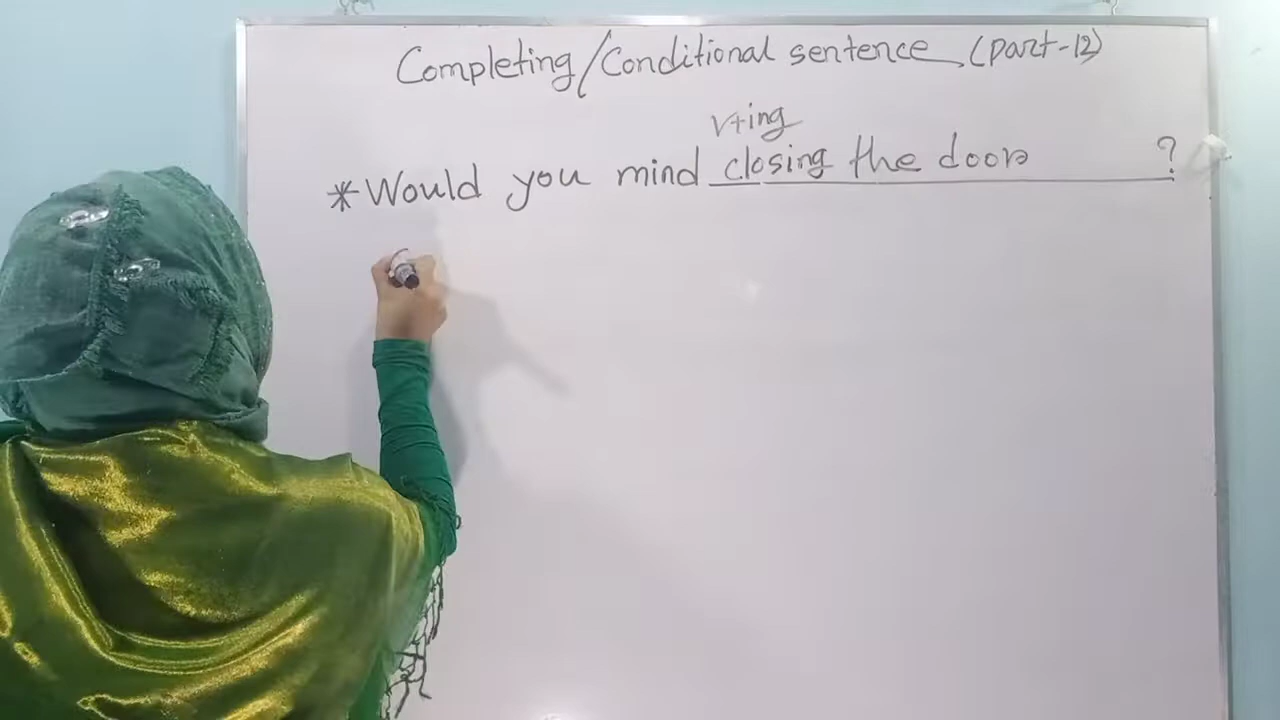 Completing/Conditional sentence (part-12)
v+ing
*Would you mind closing the door ?